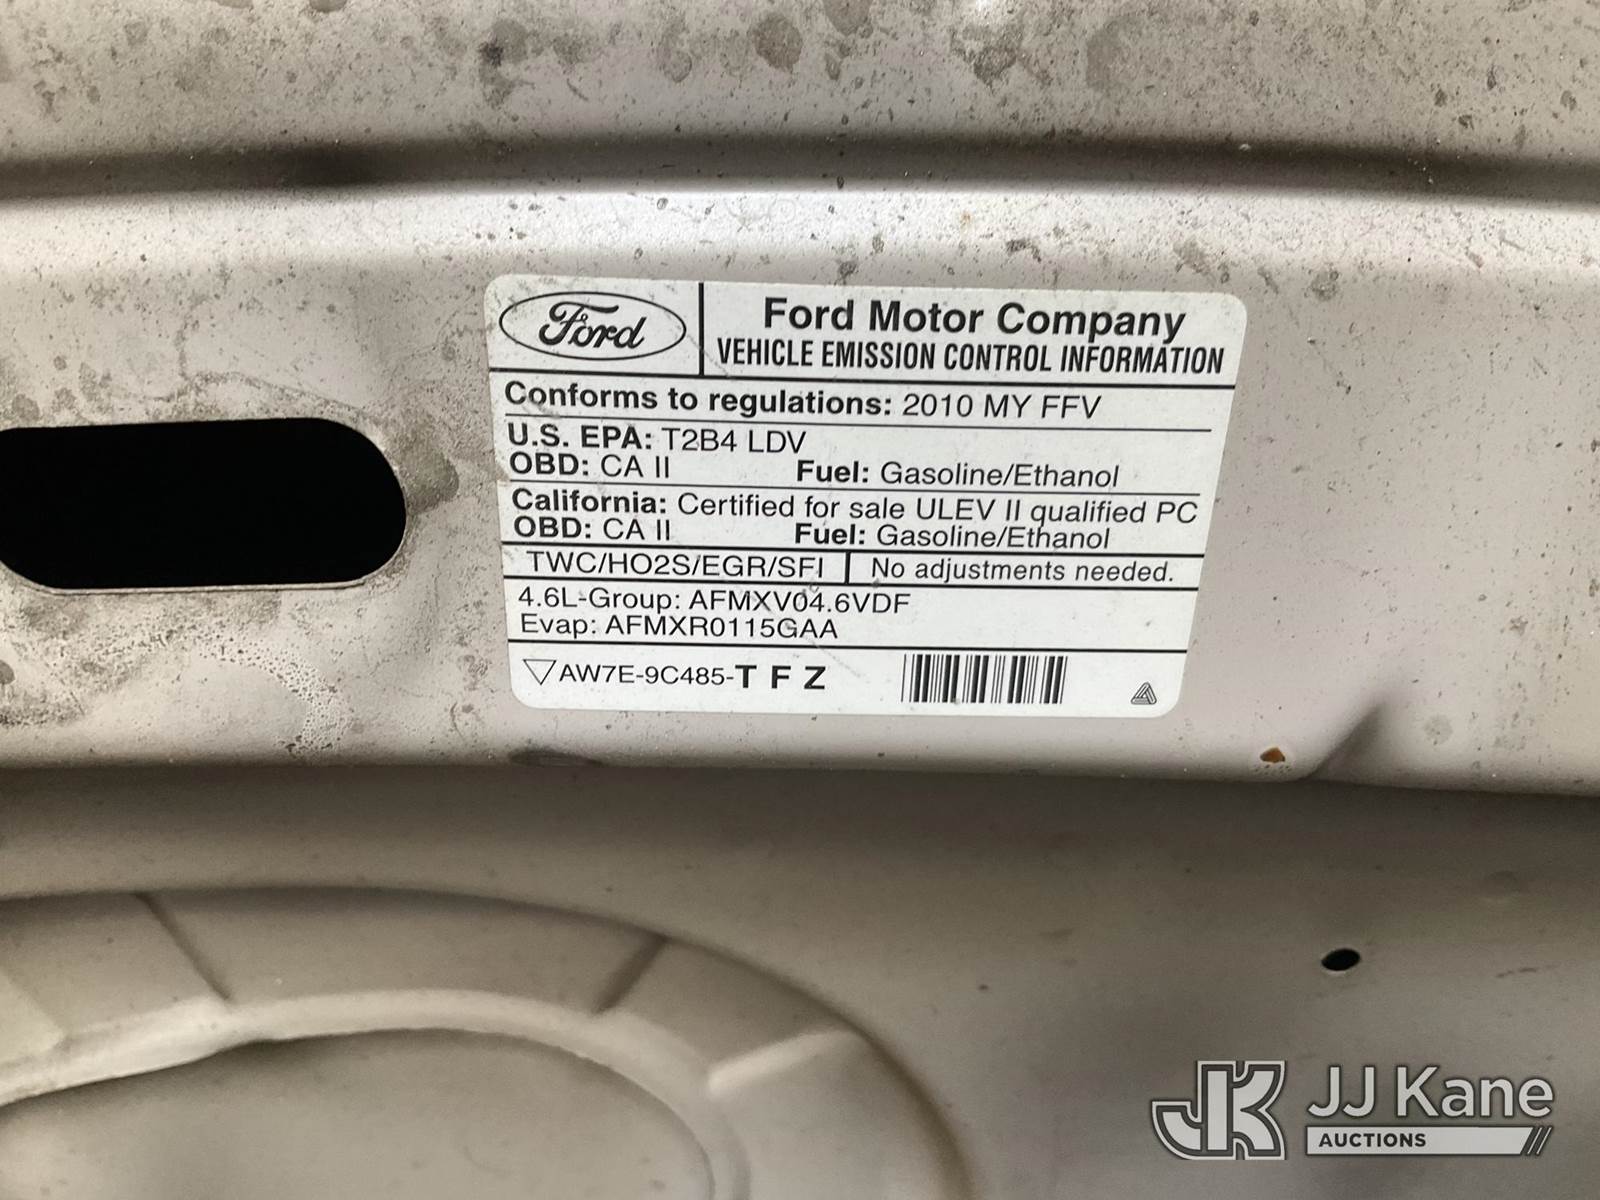 Ford
Ford Motor Company
VEHICLE EMISSION CONTROL INFORMATION
Conforms to regulations: 2010 MY FFV
U.S. EPA: T2B4 LDV
OBD: CA II Fuel: Gasoline/Ethanol
California: Certified for sale ULEV II qualified PC
OBD: CA II Fuel: Gasoline/Ethanol
TWC/HO2S/EGR/SFI No adjustments needed.
4.6L-Group: AFMXV04.6VDF
Evap: AFMXR0115GAA
AW7E-9C485-T F Z
JK JJ Kane
AUCTIONS